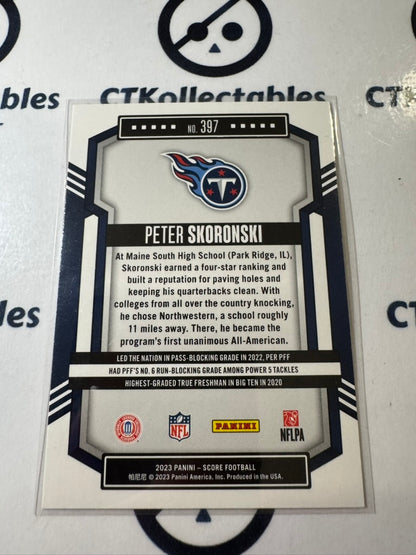 CTKollectables
NO. 397
PETER SKORONSKI
At Maine South High School (Park Ridge, IL),
Skoronski earned a four-star ranking and
built a reputation for paving holes and
keeping his quarterbacks clean. With
colleges from all over the country knocking,
he chose Northwestern, a school roughly
11 miles away. There, he became the
program's first unanimous All-American.
LED THE NATION IN PASS-BLOCKING GRADE IN 2022, PER PFF
HAD PFF'S NO. 6 RUN-BLOCKING GRADE AMONG POWER 5 TACKLES
HIGHEST-GRADED TRUE FRESHMAN IN BIG TEN IN 2020
NFL
PANINI
NFLPA
2023 PANINI – SCORE FOOTBALL
帕尼尼 © 2023 Panini America, Inc. Produced in the USA.